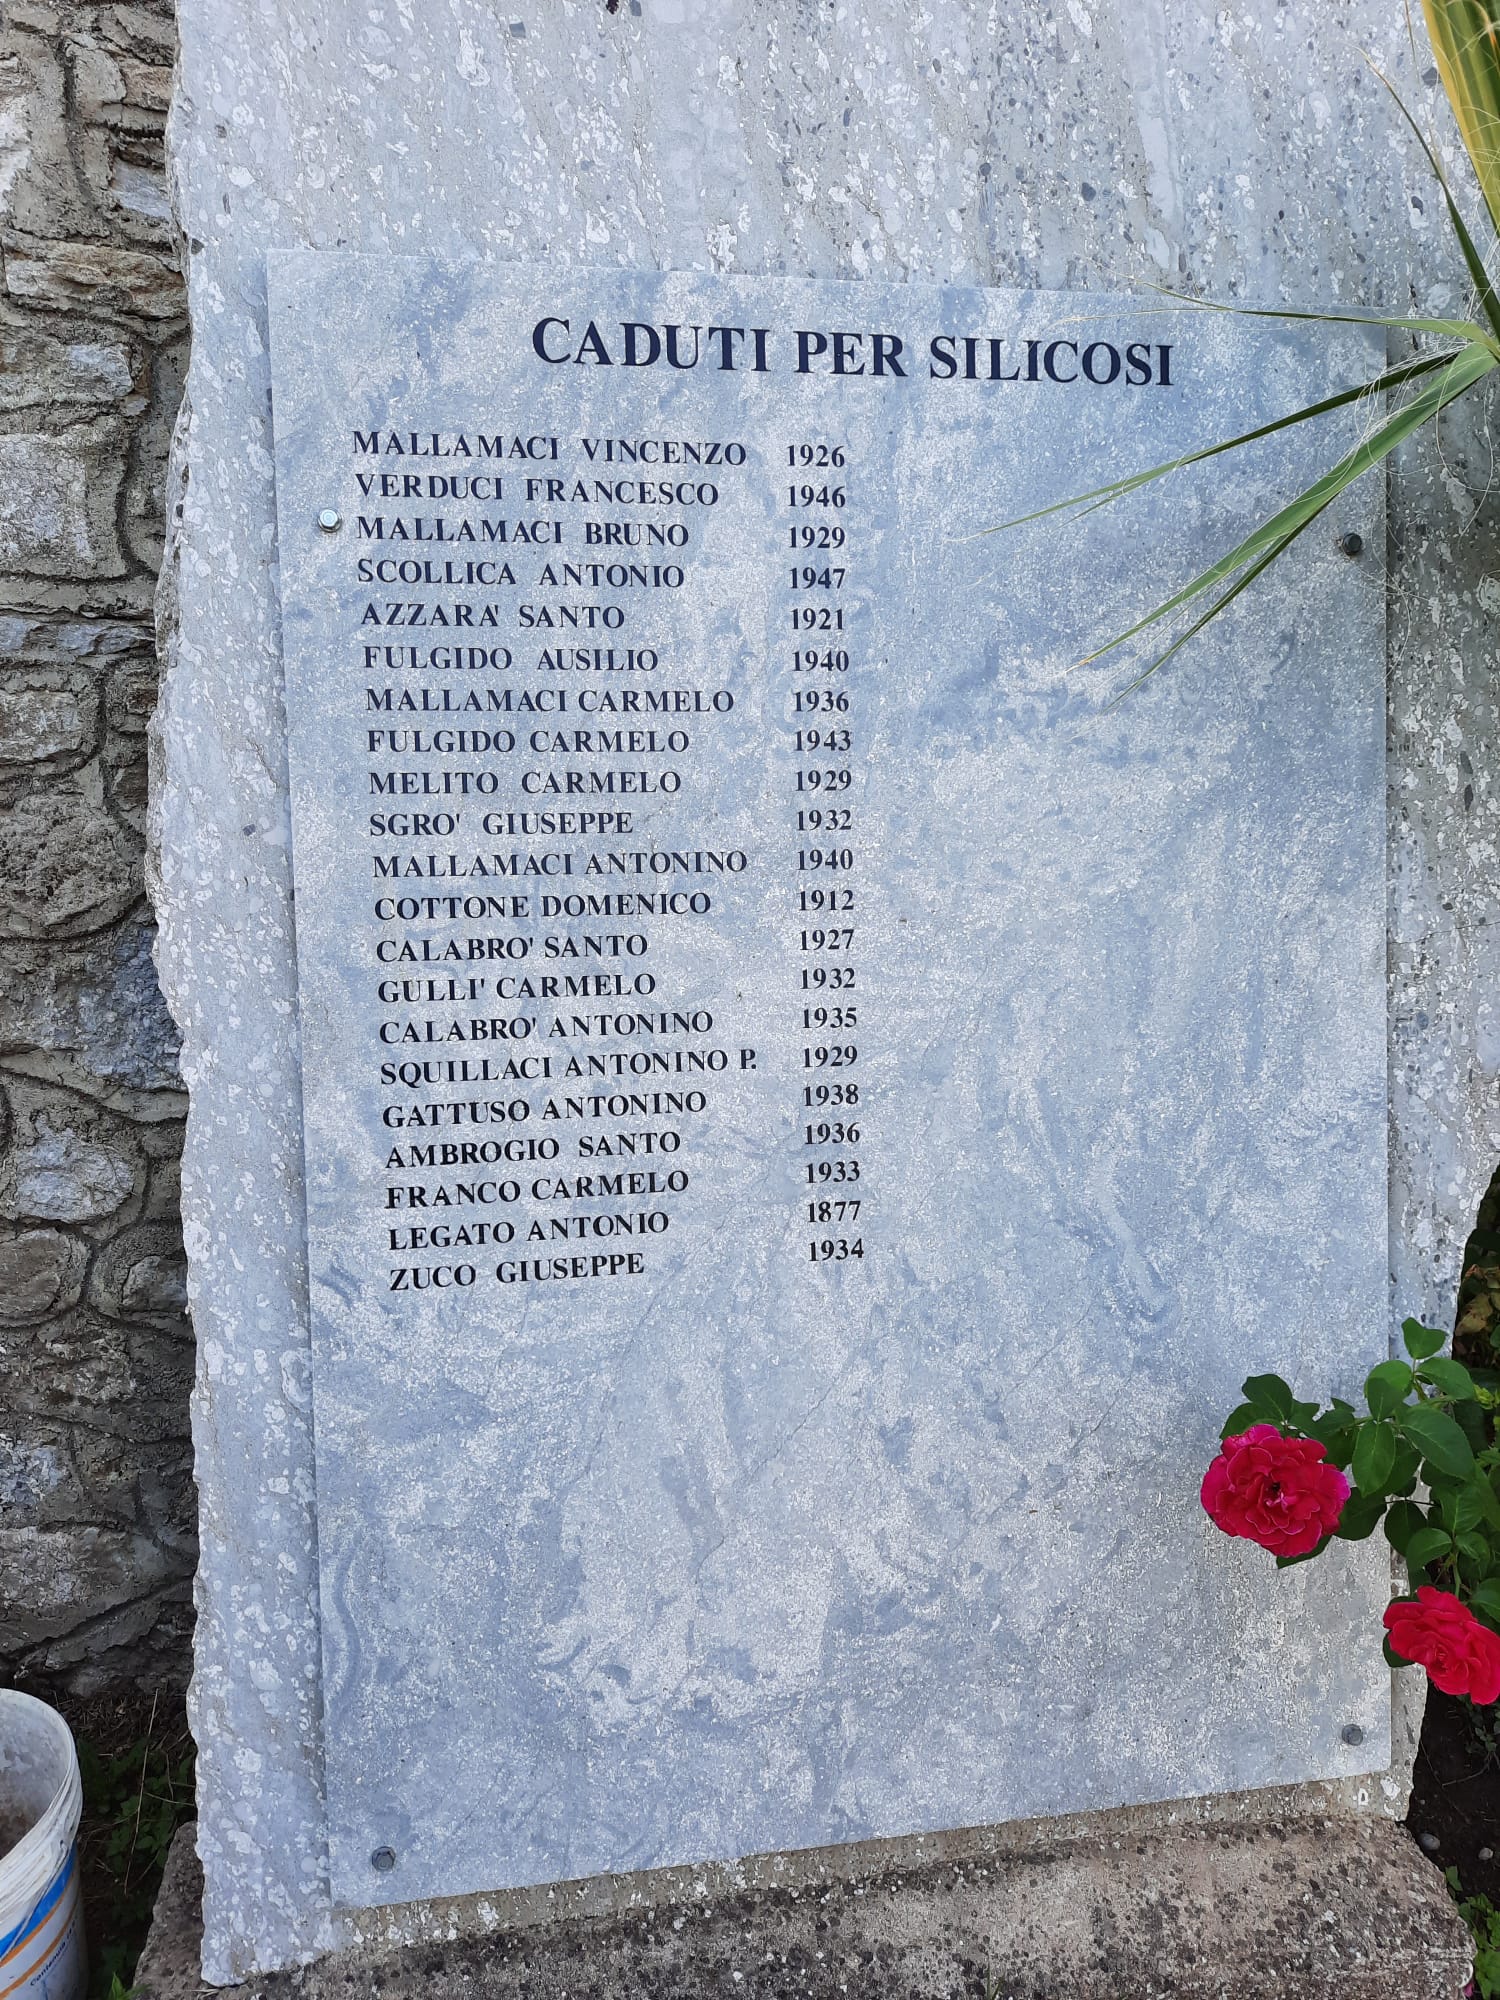 CADUTI PER SILICOSI
MALLAMACI VINCENZO 1926
VERDUCI FRANCESCO 1946
MALLAMACI BRUNO 1929
SCOLLICA ANTONIO 1947
AZZARA' SANTO 1921
FULGIDO AUSILIO 1940
MALLAMACI CARMELO 1936
FULGIDO CARMELO 1943
MELITO CARMELO 1929
SGRO' GIUSEPPE 1932
MALLAMACI ANTONINO 1940
COTTONE DOMENICO 1912
CALABRO' SANTO 1927
GULLI' CARMELO 1932
CALABRO' ANTONINO 1935
SQUILLACI ANTONINO P. 1929
GATTUSO ANTONINO 1938
AMBROGIO SANTO 1936
FRANCO CARMELO 1933
LEGATO ANTONIO 1877
ZUCO GIUSEPPE 1934